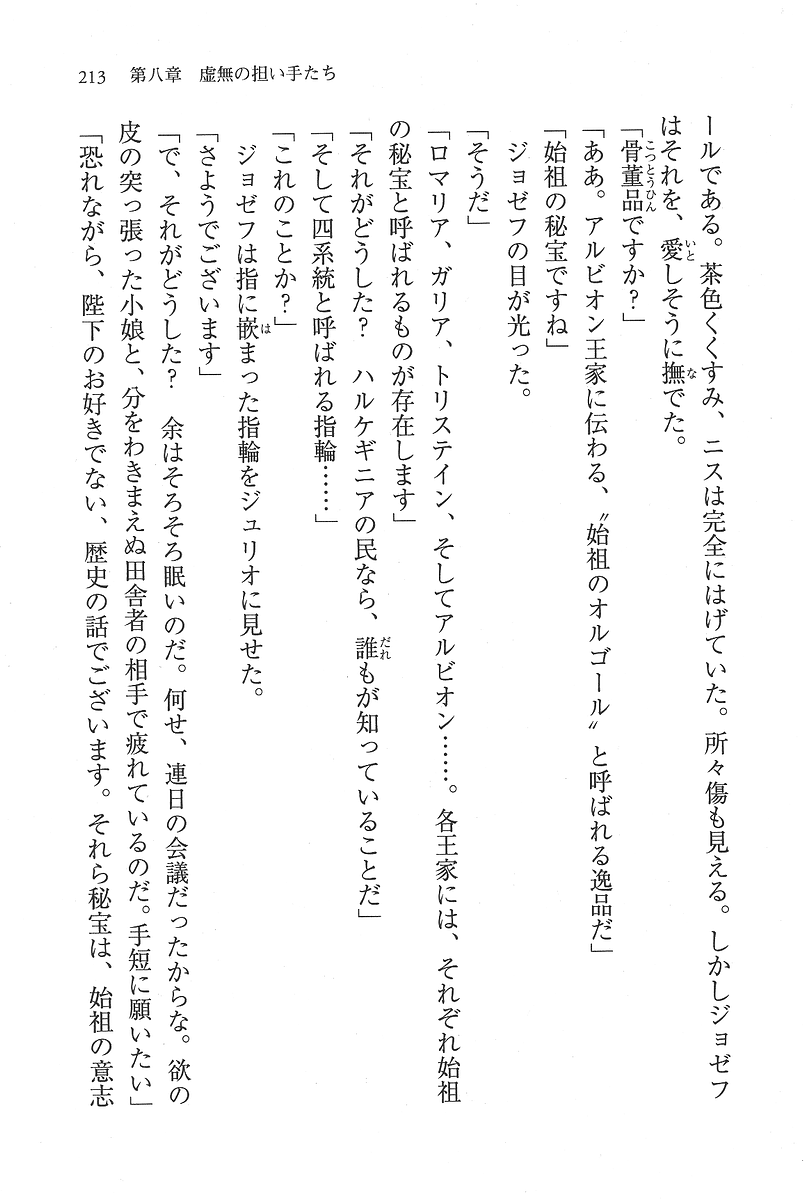 213　第八章　虚無の担い手たち
ールである。茶色くくすみ、ニスは完全にはげていた。所々傷も見える。しかしジョゼフ
はそれを、愛しそうに撫でた。
「骨董品ですか？」
「ああ。アルビオン王家に伝わる、〝始祖のオルゴール〟と呼ばれる逸品だ」
「始祖の秘宝ですね」
　ジョゼフの目が光った。
「そうだ」
「ロマリア、ガリア、トリステイン、そしてアルビオン……。各王家には、それぞれ始祖
の秘宝と呼ばれるものが存在します」
「それがどうした？　ハルケギニアの民なら、誰もが知っていることだ」
「そして四系統と呼ばれる指輪……」
「これのことか？」
　ジョゼフは指に嵌まった指輪をジュリオに見せた。
「さようでございます」
「で、それがどうした？　余はそろそろ眠いのだ。何せ、連日の会議だったからな。欲の
皮の突っ張った小娘と、分をわきまえぬ田舎者の相手で疲れているのだ。手短に願いたい」
「恐れながら、陛下のお好きでない、歴史の話でございます。それら秘宝は、始祖の意志